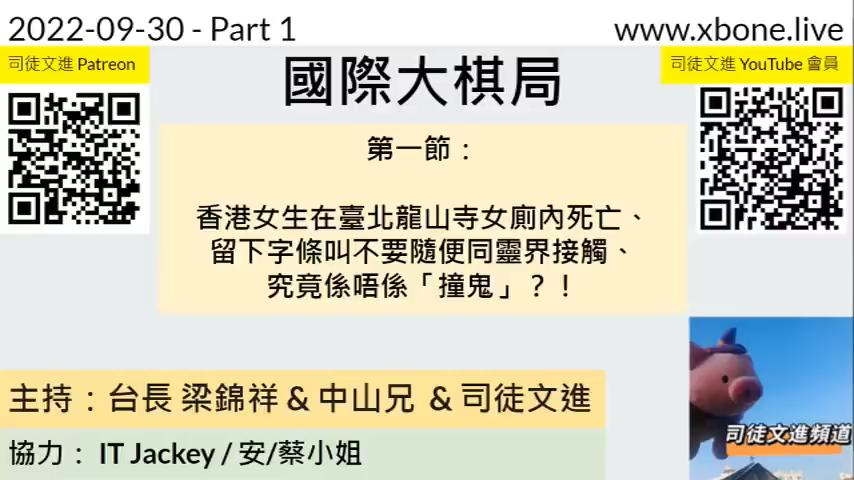 2022-09-30 - Part 1
www.xbone.live
司徒文進 Patreon
國際大棋局
司徒文進 YouTube 會員
第一節：
香港女生在臺北龍山寺女廁內死亡、
留下字條叫不要隨便同靈界接觸、
究竟係唔係「撞鬼」？！
主持：台長 梁錦祥 & 中山兄 & 司徒文進
協力： IT Jackey / 安/蔡小姐
司徒文進頻道